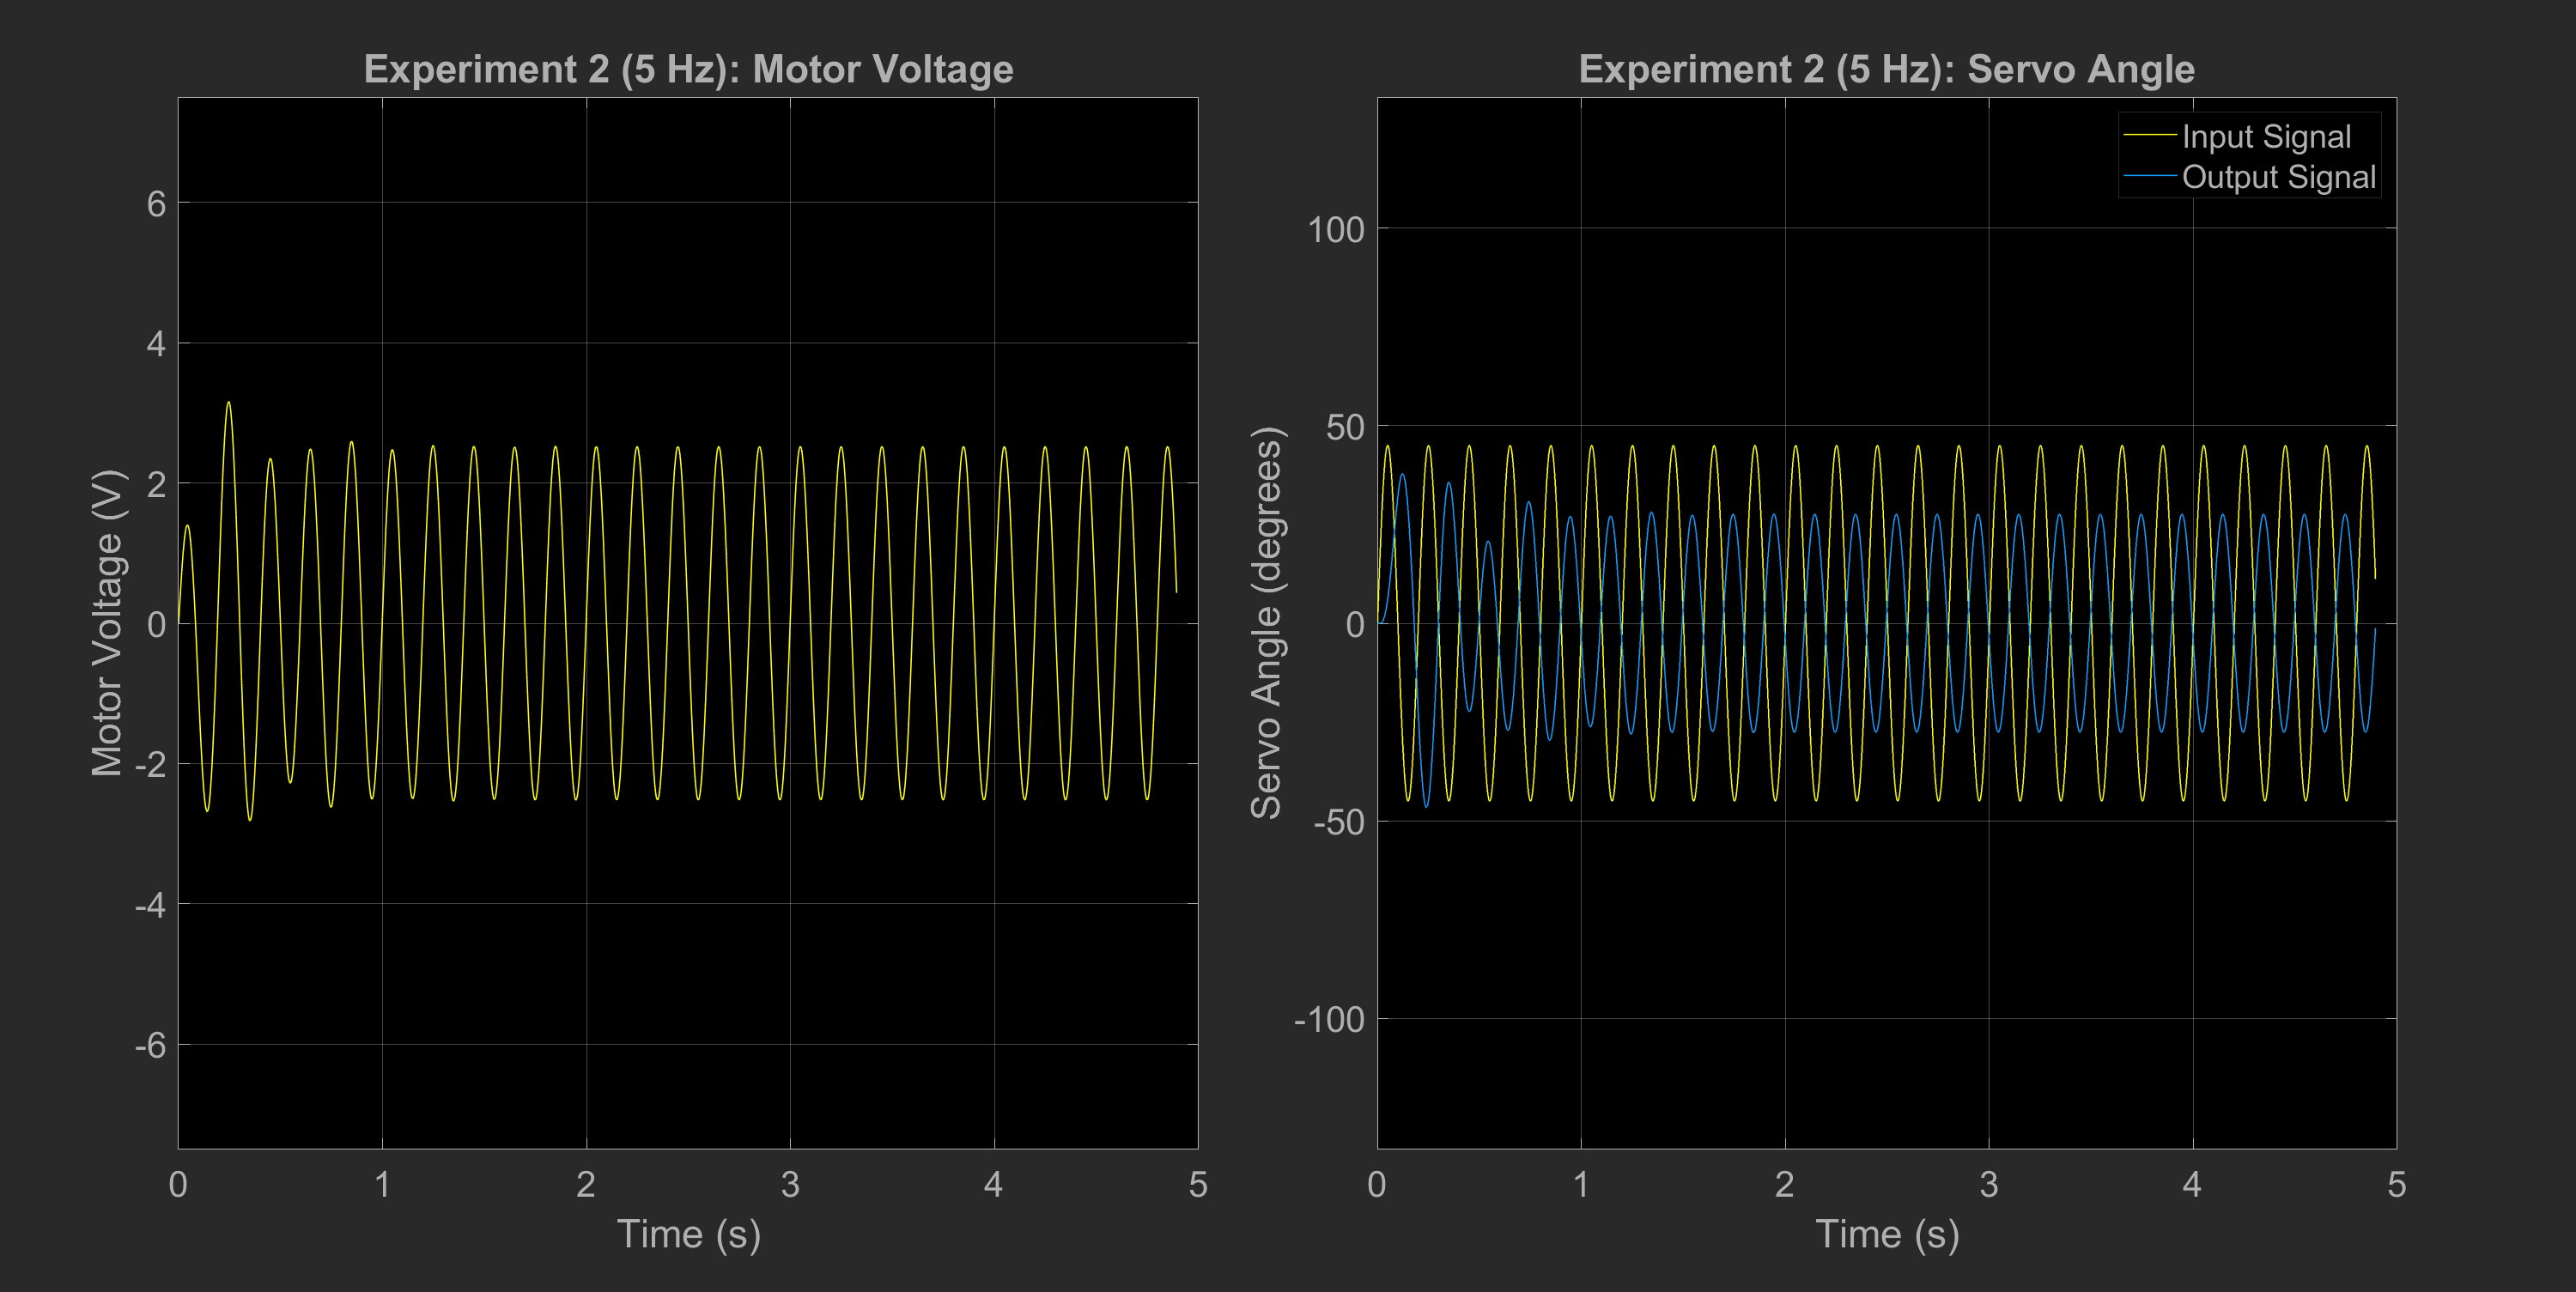 Experiment 2 (5 Hz): Motor Voltage
6
4
2
0
-2
-4
-6
Motor Voltage (V)
0 1 2 3 4 5
Time (s)
Experiment 2 (5 Hz): Servo Angle
Input Signal
Output Signal
100
50
0
-50
-100
Servo Angle (degrees)
0 1 2 3 4 5
Time (s)